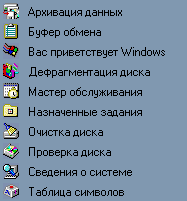 Архивация данных
Буфер обмена
Вас приветствует Windows
Дефрагментация диска
Мастер обслуживания
Назначенные задания
Очистка диска
Проверка диска
Сведения о системе
Таблица символов